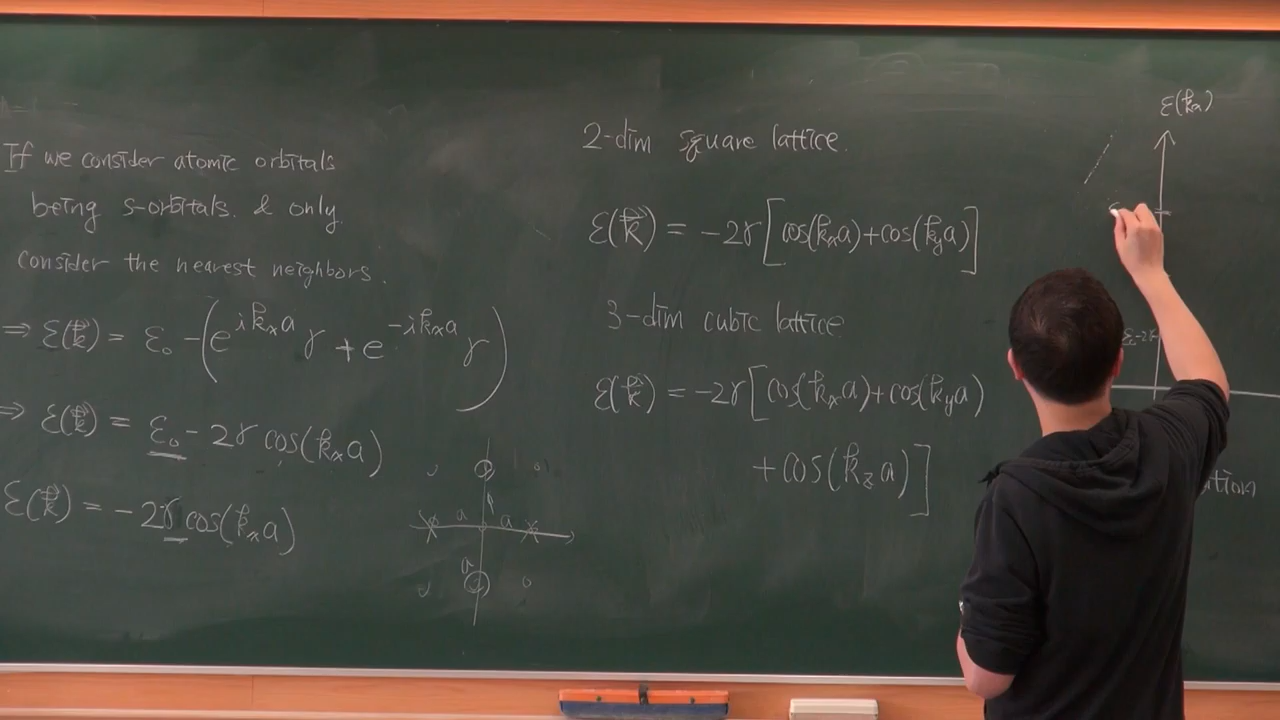 If we consider atomic orbitals
being s-orbitals. & only
consider the nearest neighbors.
⇒ ε(k⃗) = ε₀ - (e^{ik_x a} γ + e^{-ik_x a} γ)
⇒ ε(k⃗) = ε₀ - 2γ cos(k_x a)
ε(k⃗) = -2γ cos(k_x a)
a a
a
2-dim square lattice.
ε(k⃗) = -2γ[cos(k_x a)+cos(k_y a)]
3-dim cubic lattice
ε(k⃗) = -2γ[cos(k_x a)+cos(k_y a)
+cos(k_z a)]
ε(k_x)
ε₀-2γ